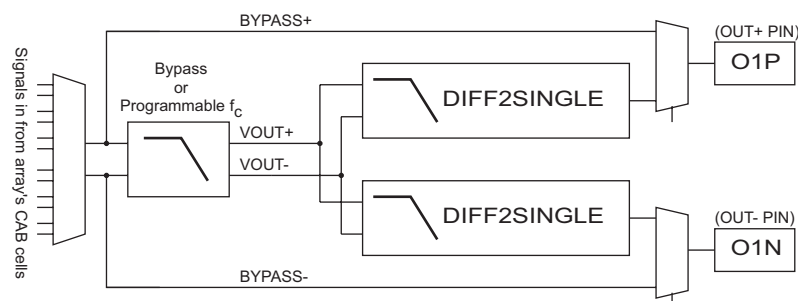 BYPASS+
(OUT+ PIN)
O1P
Signals in from array's CAB cells
Bypass
or
Programmable fc
DIFF2SINGLE
VOUT+
VOUT-
DIFF2SINGLE
(OUT- PIN)
O1N
BYPASS-